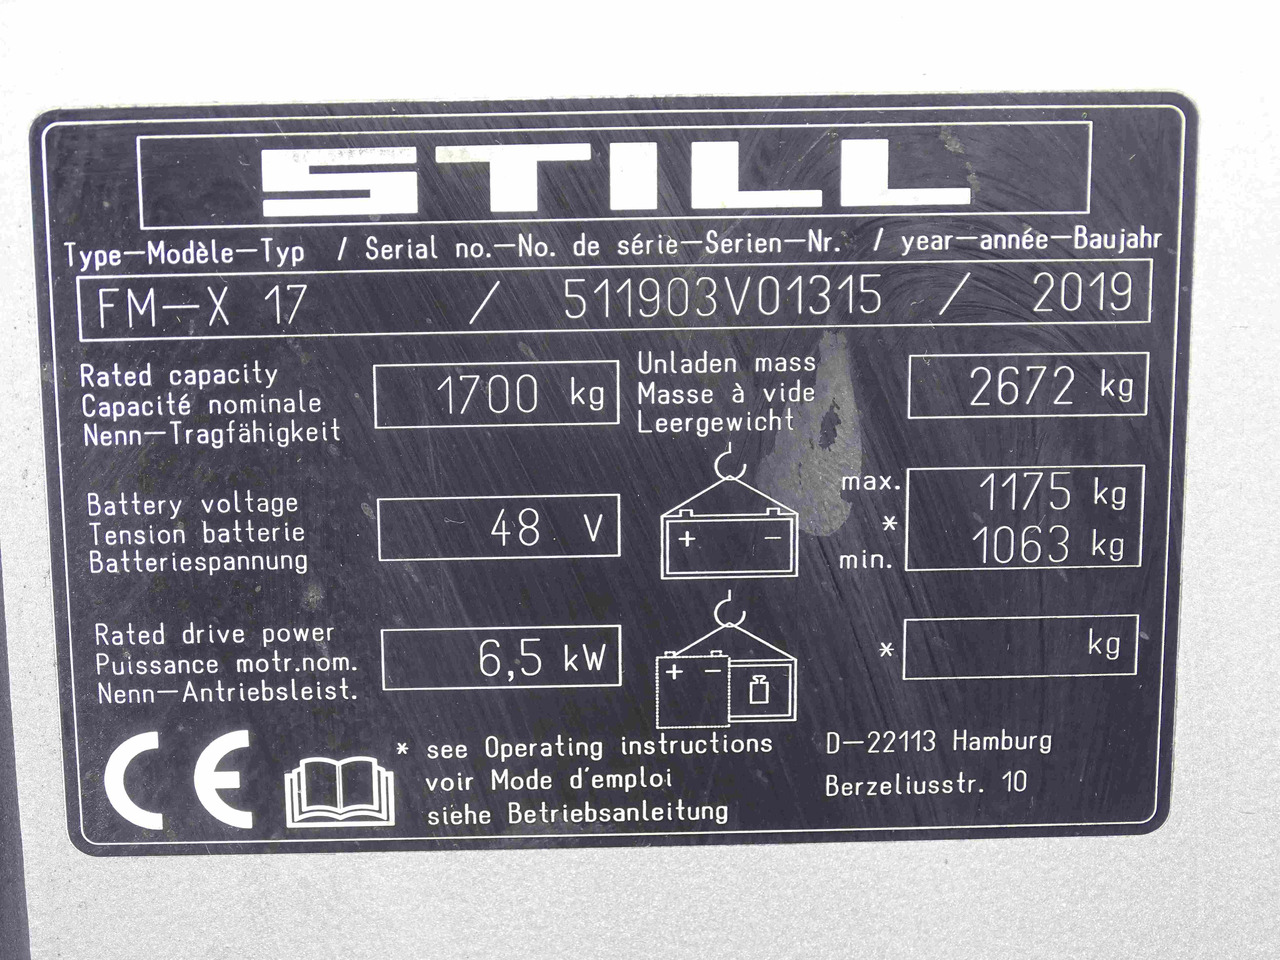 STILL
Type-Modèle-Typ / Serial no.-No. de série-Serien-Nr. / year-année-Baujahr
FM-X 17 / 511903V01315 / 2019
Rated capacity
Capacité nominale
Nenn-Tragfähigkeit
1700 kg
Unladen mass
Masse à vide
Leergewicht
2672 kg
Battery voltage
Tension batterie
Batteriespannung
48 V
+ -
max. 1175 kg
*
min. 1063 kg
Rated drive power
Puissance motr.nom.
Nenn-Antriebsleist.
6,5 kW
+ -
* kg
CE
* see Operating instructions
voir Mode d'emploi
siehe Betriebsanleitung
D-22113 Hamburg
Berzeliusstr. 10